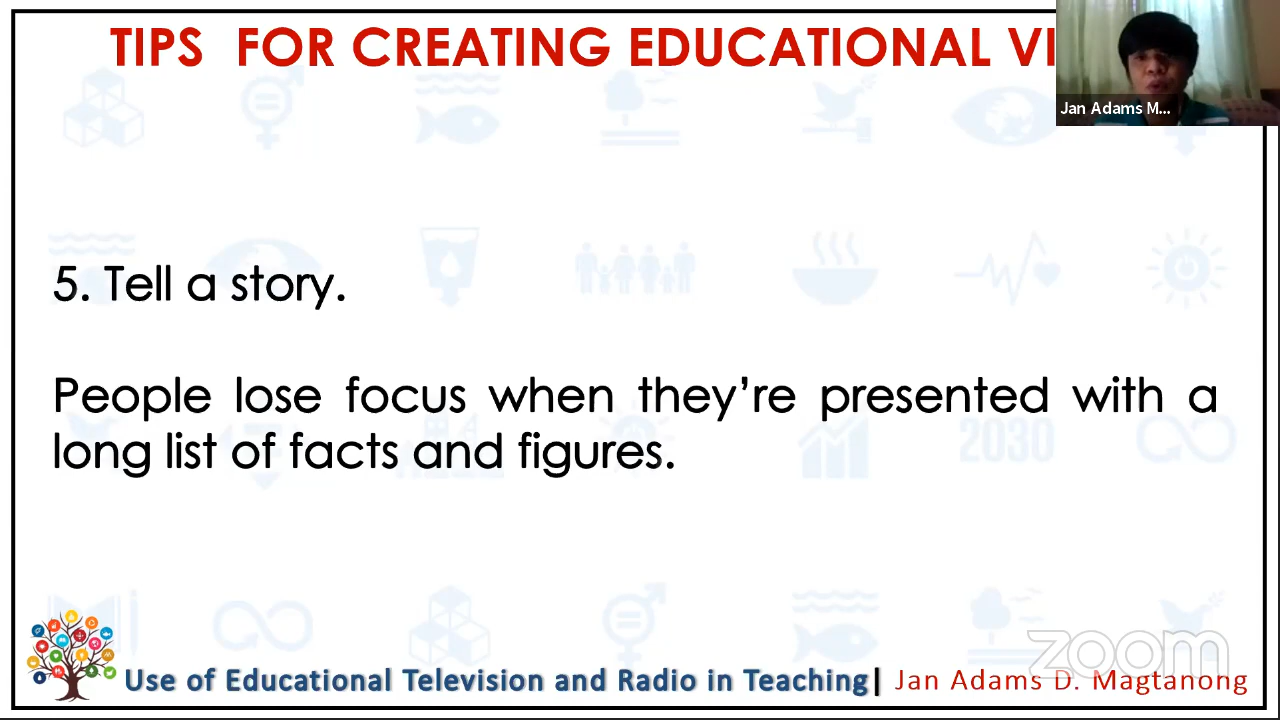 TIPS FOR CREATING EDUCATIONAL VI
Jan Adams M...
5. Tell a story.
People lose focus when they’re presented with a
long list of facts and figures.
2030
zoom
Use of Educational Television and Radio in Teaching| Jan Adams D. Magtanong